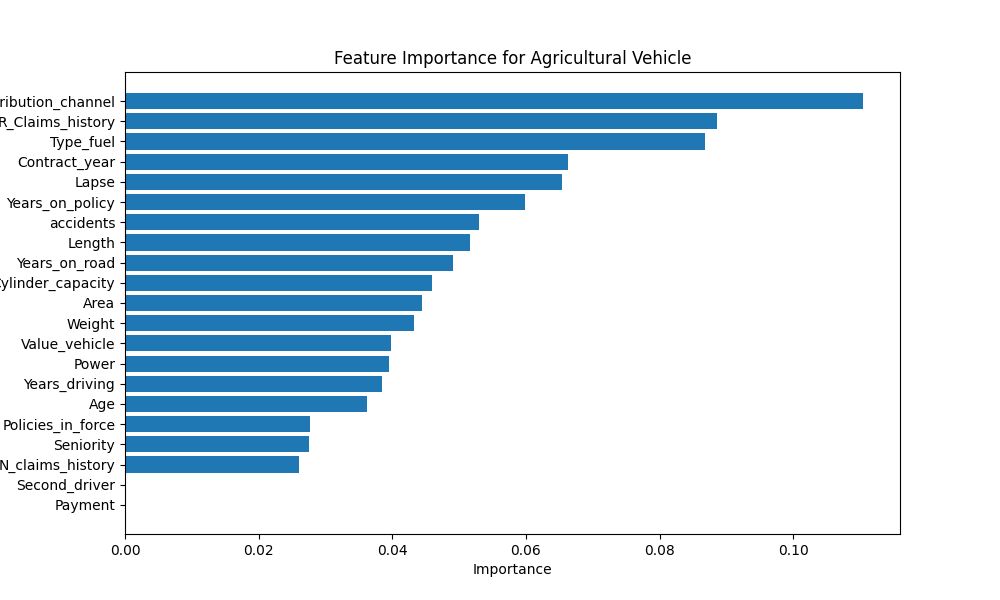 Feature Importance for Agricultural Vehicle
ribution_channel
R_Claims_history
Type_fuel
Contract_year
Lapse
Years_on_policy
accidents
Length
Years_on_road
Cylinder_capacity
Area
Weight
Value_vehicle
Power
Years_driving
Age
Policies_in_force
Seniority
N_claims_history
Second_driver
Payment
0.00 0.02 0.04 0.06 0.08 0.10
Importance